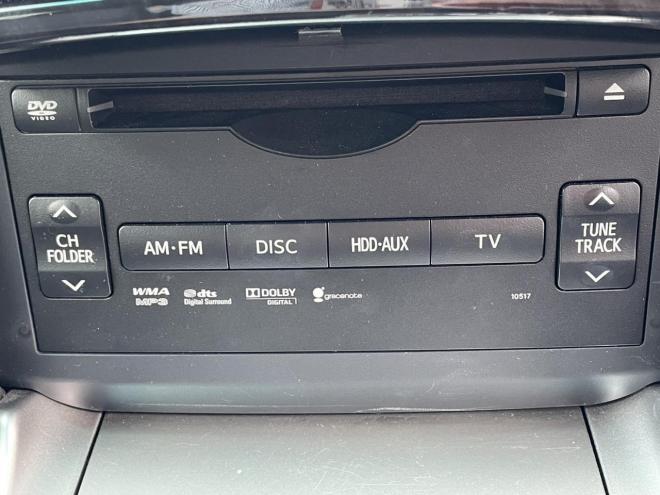 DVD
VIDEO
CH
FOLDER
AM·FM
DISC
HDD·AUX
TV
TUNE
TRACK
WMA
MP3
dts
Digital Surround
DOLBY
DIGITAL
gracenote
10517